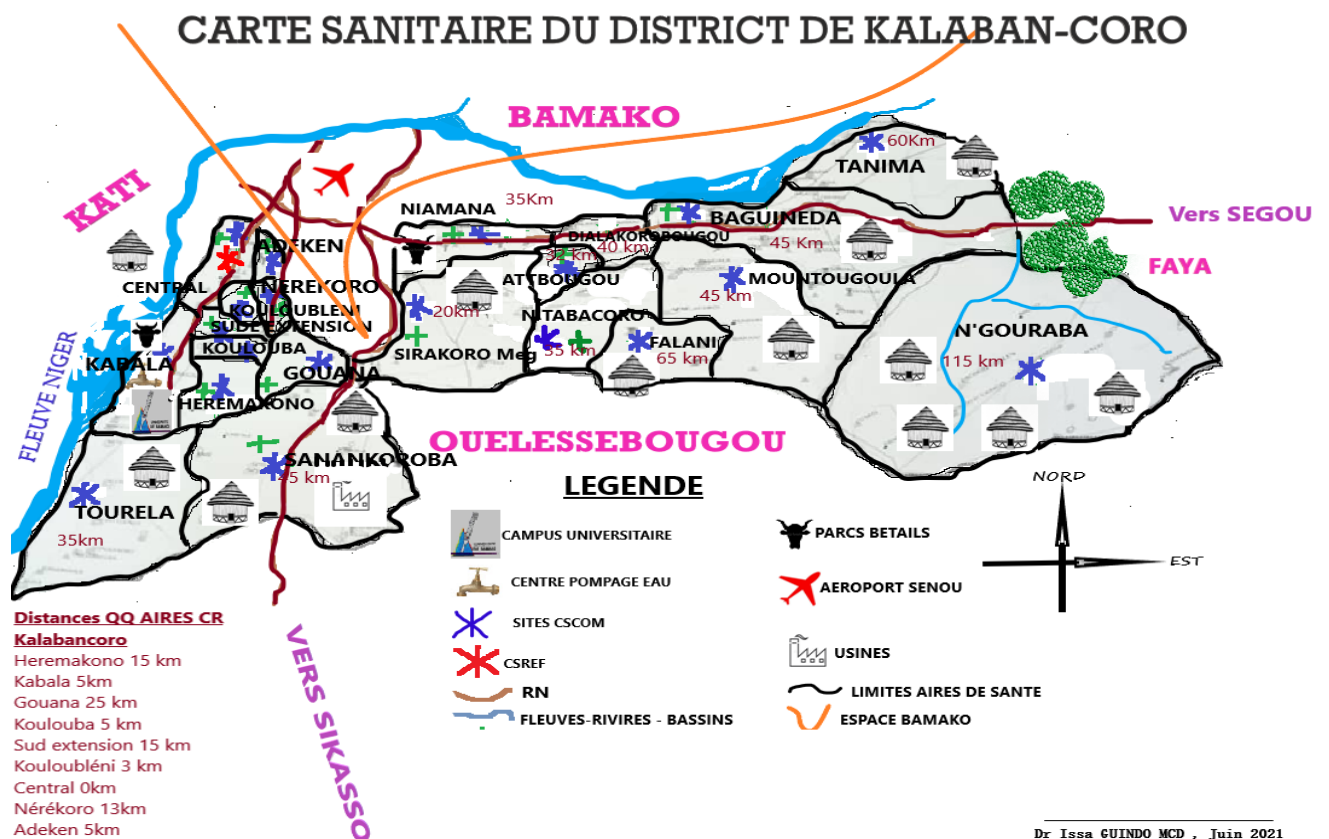 CARTE SANITAIRE DU DISTRICT DE KALABAN-CORO
BAMAKO
KATI
60Km
TANIMA
35Km
NIAMANA
BAGUINEDA
Vers SEGOU
DIALAKOROBOUGOU
40 km
45 Km
ADEKEN
32 km
FAYA
ATTBOUGOU
MOUNTOUGOULA
CENTRAL
NEREKORO
45 km
KOULOUBLENI
20km
NITABACORO
SUDE EXTENSION
N'GOURABA
KOULOUBA
SIRAKORO Meg
35 km
FALANI
65 km
115 km
KABALA
GOUANA
FLEUVE NIGER
HEREMAKONO
OUELESSEBOUGOU
SANANKOROBA
45 km
TOURELA
35km
LEGENDE
NORD
CAMPUS UNIVERSITAIRE
PARCS BETAILS
EST
CENTRE POMPAGE EAU
AEROPORT SENOU
SITES CSCOM
USINES
CSREF
RN
LIMITES AIRES DE SANTE
FLEUVES-RIVIRES - BASSINS
ESPACE BAMAKO
VERS SIKASSO
Distances QQ AIRES CR
Kalabancoro
Heremakono 15 km
Kabala 5km
Gouana 25 km
Koulouba 5 km
Sud extension 15 km
Kouloubléni 3 km
Central 0km
Nérékoro 13km
Adeken 5km
Dr Issa GUINDO MCD , Juin 2021